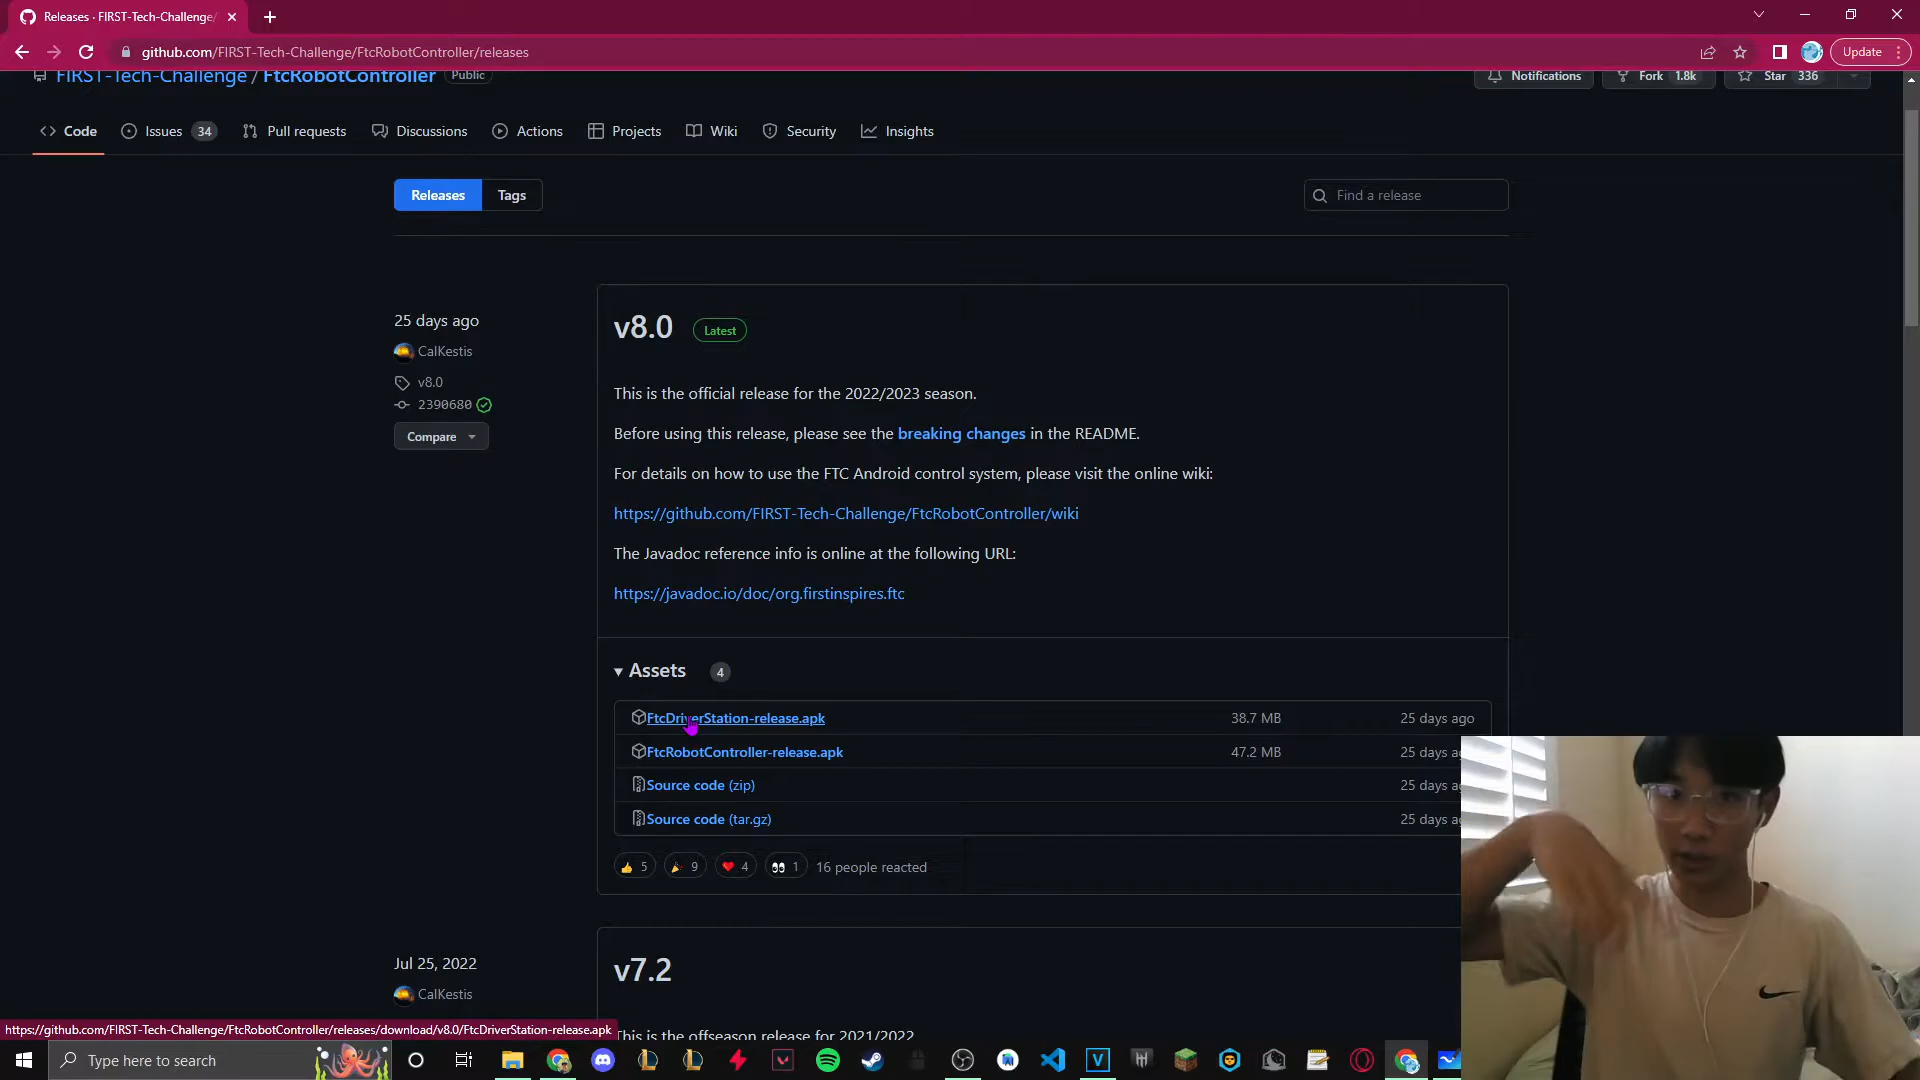 Releases · FIRST-Tech-Challenge/
github.com/FIRST-Tech-Challenge/FtcRobotController/releases
Update
FIRST-Tech-Challenge / FtcRobotController Public
Notifications
Fork 1.8k
Star 336
Code
Issues 34
Pull requests
Discussions
Actions
Projects
Wiki
Security
Insights
Releases
Tags
Find a release
25 days ago
CalKestis
v8.0
2390680
Compare
v8.0 Latest
This is the official release for the 2022/2023 season.
Before using this release, please see the breaking changes in the README.
For details on how to use the FTC Android control system, please visit the online wiki:
https://github.com/FIRST-Tech-Challenge/FtcRobotController/wiki
The Javadoc reference info is online at the following URL:
https://javadoc.io/doc/org.firstinspires.ftc
Assets 4
FtcDriverStation-release.apk 38.7 MB 25 days ago
FtcRobotController-release.apk 47.2 MB 25 days a
Source code (zip) 25 days a
Source code (tar.gz) 25 days a
5 9 4 1 16 people reacted
Jul 25, 2022
CalKestis
v7.2
This is the offseason release for 2021/2022
https://github.com/FIRST-Tech-Challenge/FtcRobotController/releases/download/v8.0/FtcDriverStation-release.apk
Type here to search